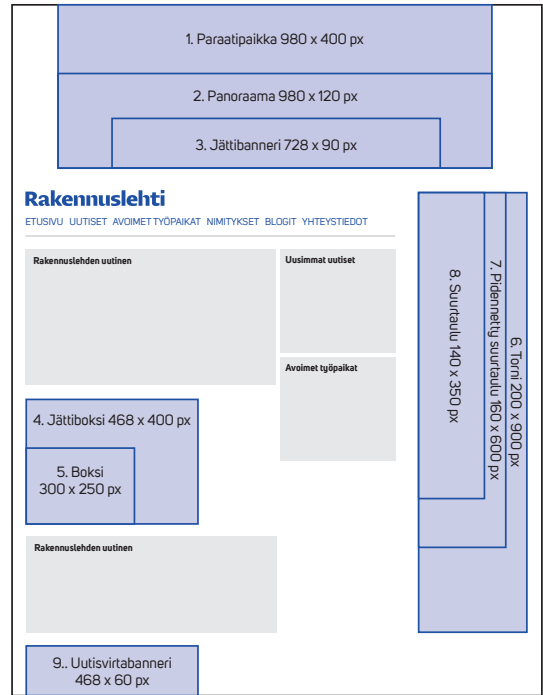 1. Paraatipaikka 980 x 400 px
2. Panoraama 980 x 120 px
3. Jättibanneri 728 x 90 px
Rakennuslehti
ETUSIVU UUTISET AVOIMET TYÖPAIKAT NIMITYKSET BLOGIT YHTEYSTIEDOT
Rakennuslehden uutinen
Uusimmat uutiset
Avoimet työpaikat
4. Jättiboksi 468 x 400 px
5. Boksi
300 x 250 px
Rakennuslehden uutinen
9.. Uutisvirtabanneri
468 x 60 px
6. Torni 200 x 900 px
7. Pidennetty suurtaulu 160 x 600 px
8. Suurtaulu 140 x 350 px